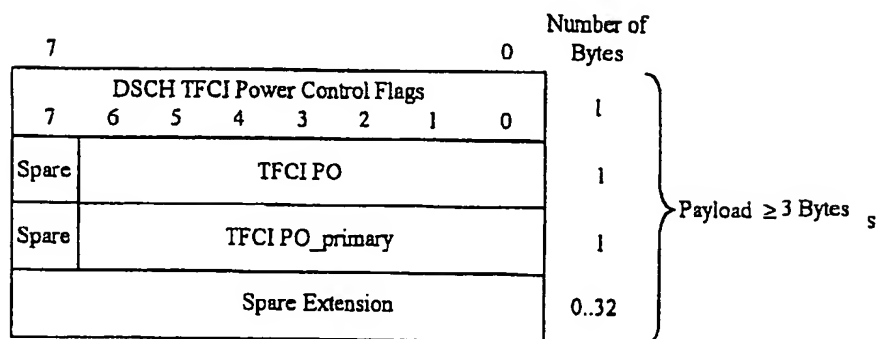 Number of
7 0 Bytes
DSCH TFCI Power Control Flags
7 6 5 4 3 2 1 0
1
Spare TFCI PO 1
Spare TFCI PO_primary 1
Payload ≥ 3 Bytes s
Spare Extension 0..32